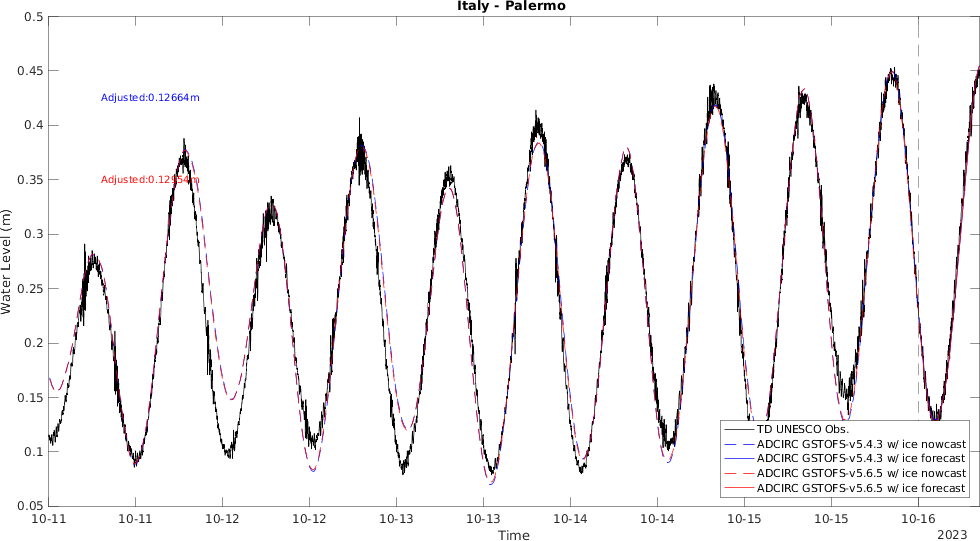 Italy - Palermo
0.5
0.45
0.4
0.35
0.3
0.25
0.2
0.15
0.1
0.05
Water Level (m)
Adjusted:0.12664m
Adjusted:0.12954m
TD UNESCO Obs.
ADCIRC GSTOFS-v5.4.3 w/ ice nowcast
ADCIRC GSTOFS-v5.4.3 w/ ice forecast
ADCIRC GSTOFS-v5.6.5 w/ ice nowcast
ADCIRC GSTOFS-v5.6.5 w/ ice forecast
10-11 10-11 10-12 10-12 10-13 10-13 10-14 10-14 10-15 10-15 10-16
Time
2023